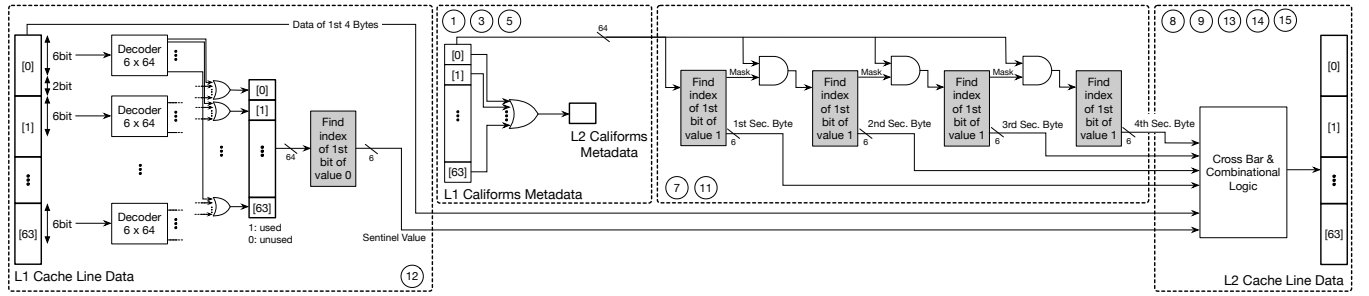 Data of 1st 4 Bytes
[0]
[1]
[63]
6bit
2bit
6bit
6bit
Decoder
6 x 64
Decoder
6 x 64
Decoder
6 x 64
[0]
[1]
[63]
1: used
0: unused
64
Find
index
of 1st
bit of
value 0
6
Sentinel Value
L1 Cache Line Data
12
1
3
5
[0]
[1]
[63]
L2 Califorms
Metadata
L1 Califorms Metadata
64
Find
index
of 1st
bit of
value 1
Mask
1st Sec. Byte
6
Find
index
of 1st
bit of
value 1
Mask
2nd Sec. Byte
6
Find
index
of 1st
bit of
value 1
Mask
3rd Sec. Byte
6
Find
index
of 1st
bit of
value 1
4th Sec. Byte
6
7
11
8
9
13
14
15
Cross Bar &
Combinational
Logic
[0]
[1]
[63]
L2 Cache Line Data